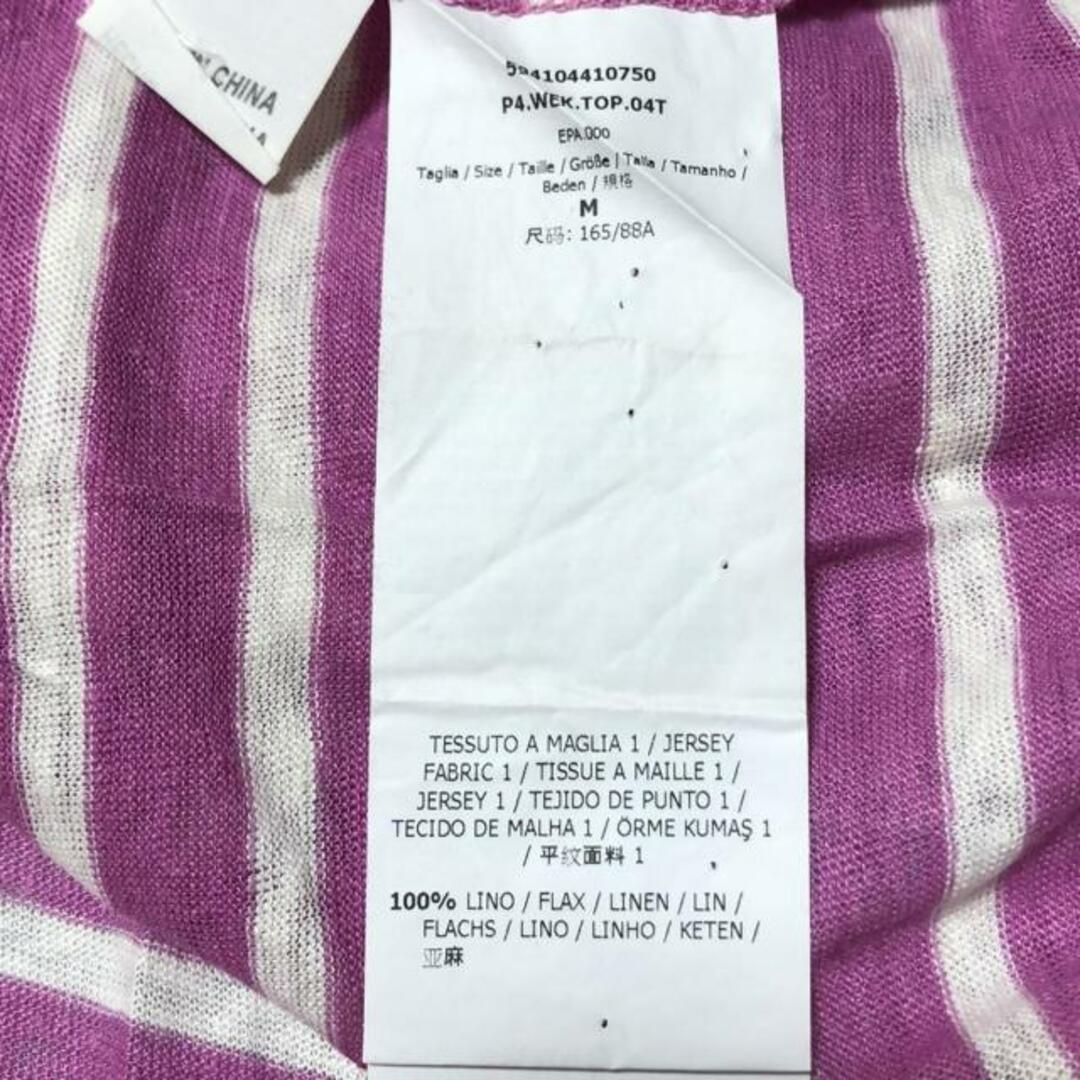 CHINA
594104410750
P4.WEK.TOP.04T
EPA.000
Taglia / Size / Taille / Größe | Talla / Tamanho /
Beden / 規格
M
尺码: 165/88A
TESSUTO A MAGLIA 1 / JERSEY
FABRIC 1 / TISSUE A MAILLE 1 /
JERSEY 1 / TEJIDO DE PUNTO 1 /
TECIDO DE MALHA 1 / ÖRME KUMAŞ 1
/ 平纹面料 1
100% LINO / FLAX / LINEN / LIN /
FLACHS / LINO / LINHO / KETEN /
亚麻